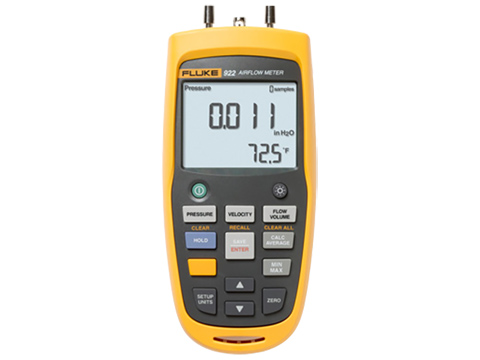 FLUKE 922 AIRFLOW METER
Pressure 0 samples
0.011
in H2O
72.5 °F
PRESSURE VELOCITY FLOW VOLUME
CLEAR RECALL CLEAR ALL
HOLD SAVE ENTER CALC AVERAGE
MIN MAX
SETUP UNITS ZERO